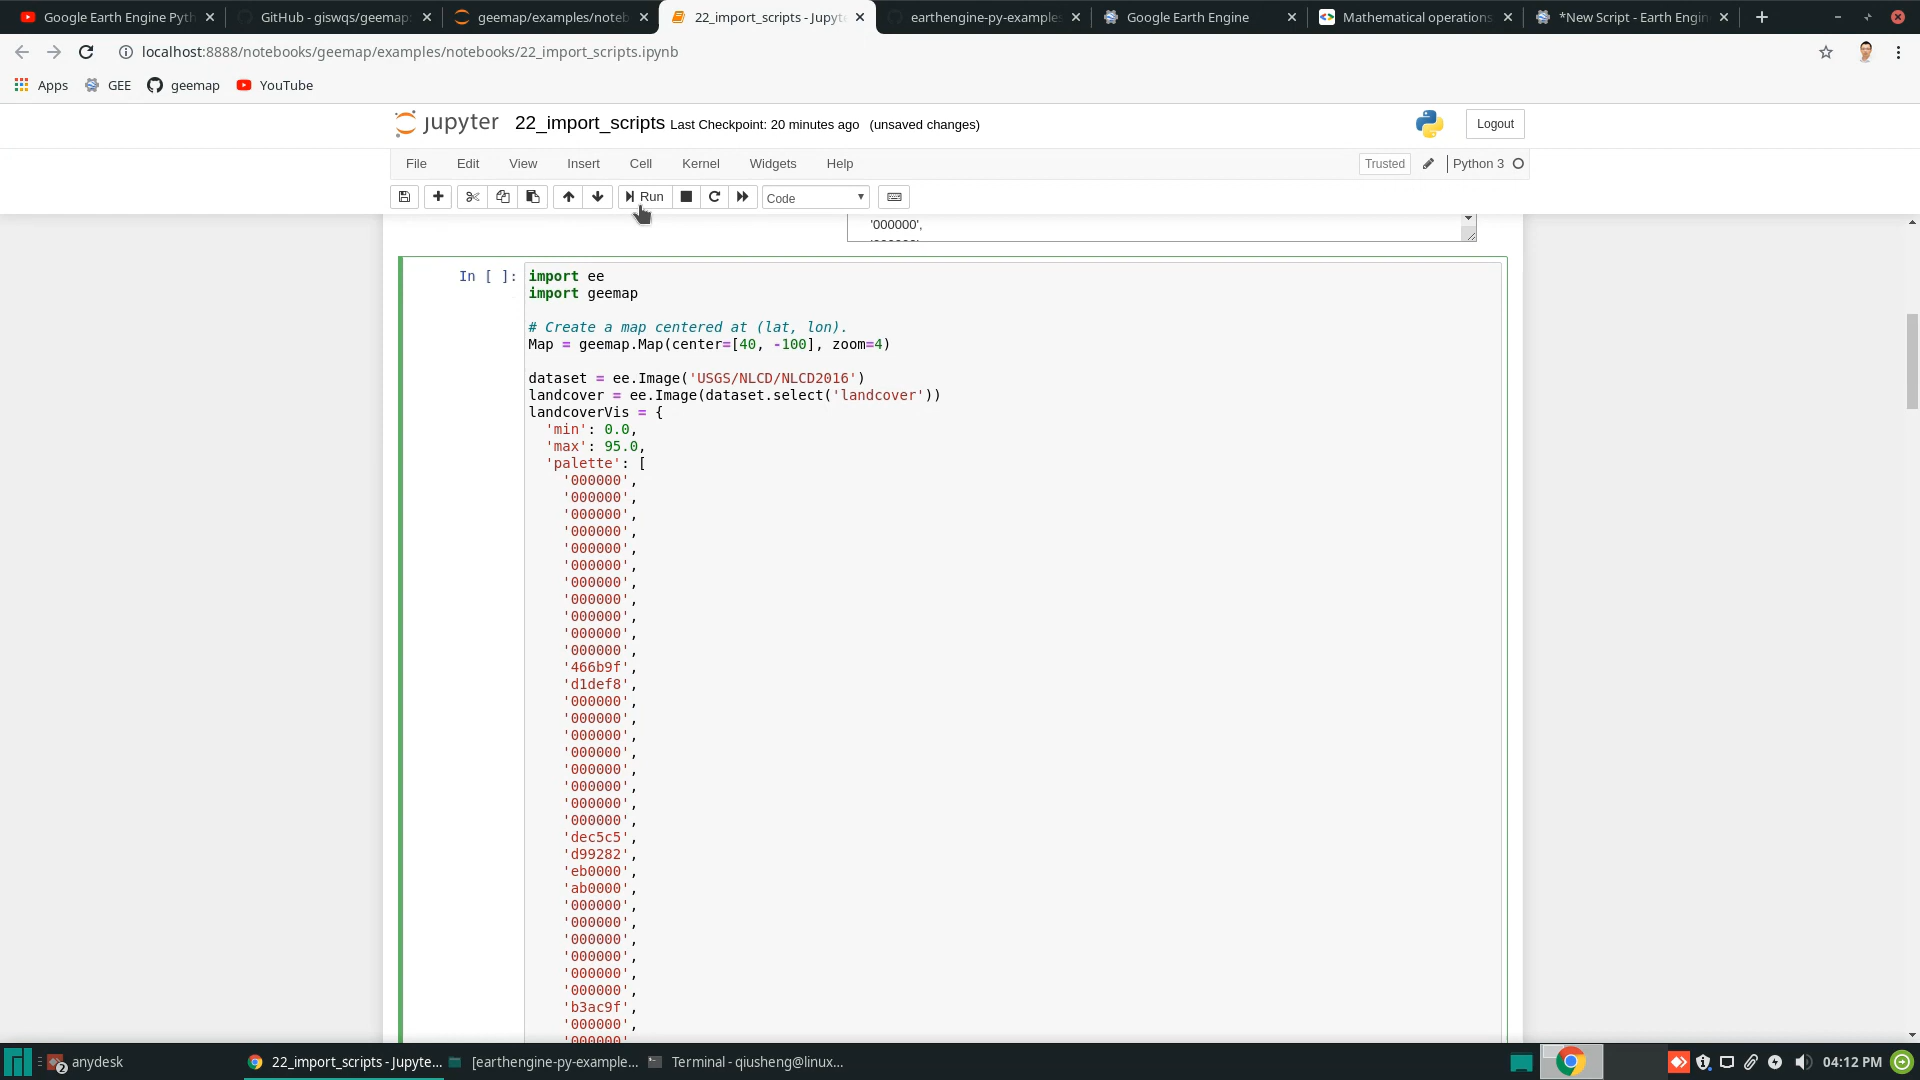 Google Earth Engine Pyth
GitHub - giswqs/geemap:
geemap/examples/noteb
22_import_scripts - Jupyte
earthengine-py-examples
Google Earth Engine
Mathematical operations
*New Script - Earth Engin
localhost:8888/notebooks/geemap/examples/notebooks/22_import_scripts.ipynb
Apps
GEE
geemap
YouTube
jupyter
22_import_scripts
Last Checkpoint: 20 minutes ago
(unsaved changes)
Logout
File
Edit
View
Insert
Cell
Kernel
Widgets
Help
Trusted
Python 3
Run
Code
'000000',
In [ ]:
import ee
import geemap
# Create a map centered at (lat, lon).
Map = geemap.Map(center=[40, -100], zoom=4)
dataset = ee.Image('USGS/NLCD/NLCD2016')
landcover = ee.Image(dataset.select('landcover'))
landcoverVis = {
'min': 0.0,
'max': 95.0,
'palette': [
'000000',
'000000',
'000000',
'000000',
'000000',
'000000',
'000000',
'000000',
'000000',
'000000',
'000000',
'466b9f',
'd1def8',
'000000',
'000000',
'000000',
'000000',
'000000',
'000000',
'000000',
'000000',
'dec5c5',
'd99282',
'eb0000',
'ab0000',
'000000',
'000000',
'000000',
'000000',
'000000',
'000000',
'b3ac9f',
'000000',
'000000',
2
anydesk
22_import_scripts - Jupyte...
[earthengine-py-example...
Terminal - qiusheng@linux...
04:12 PM